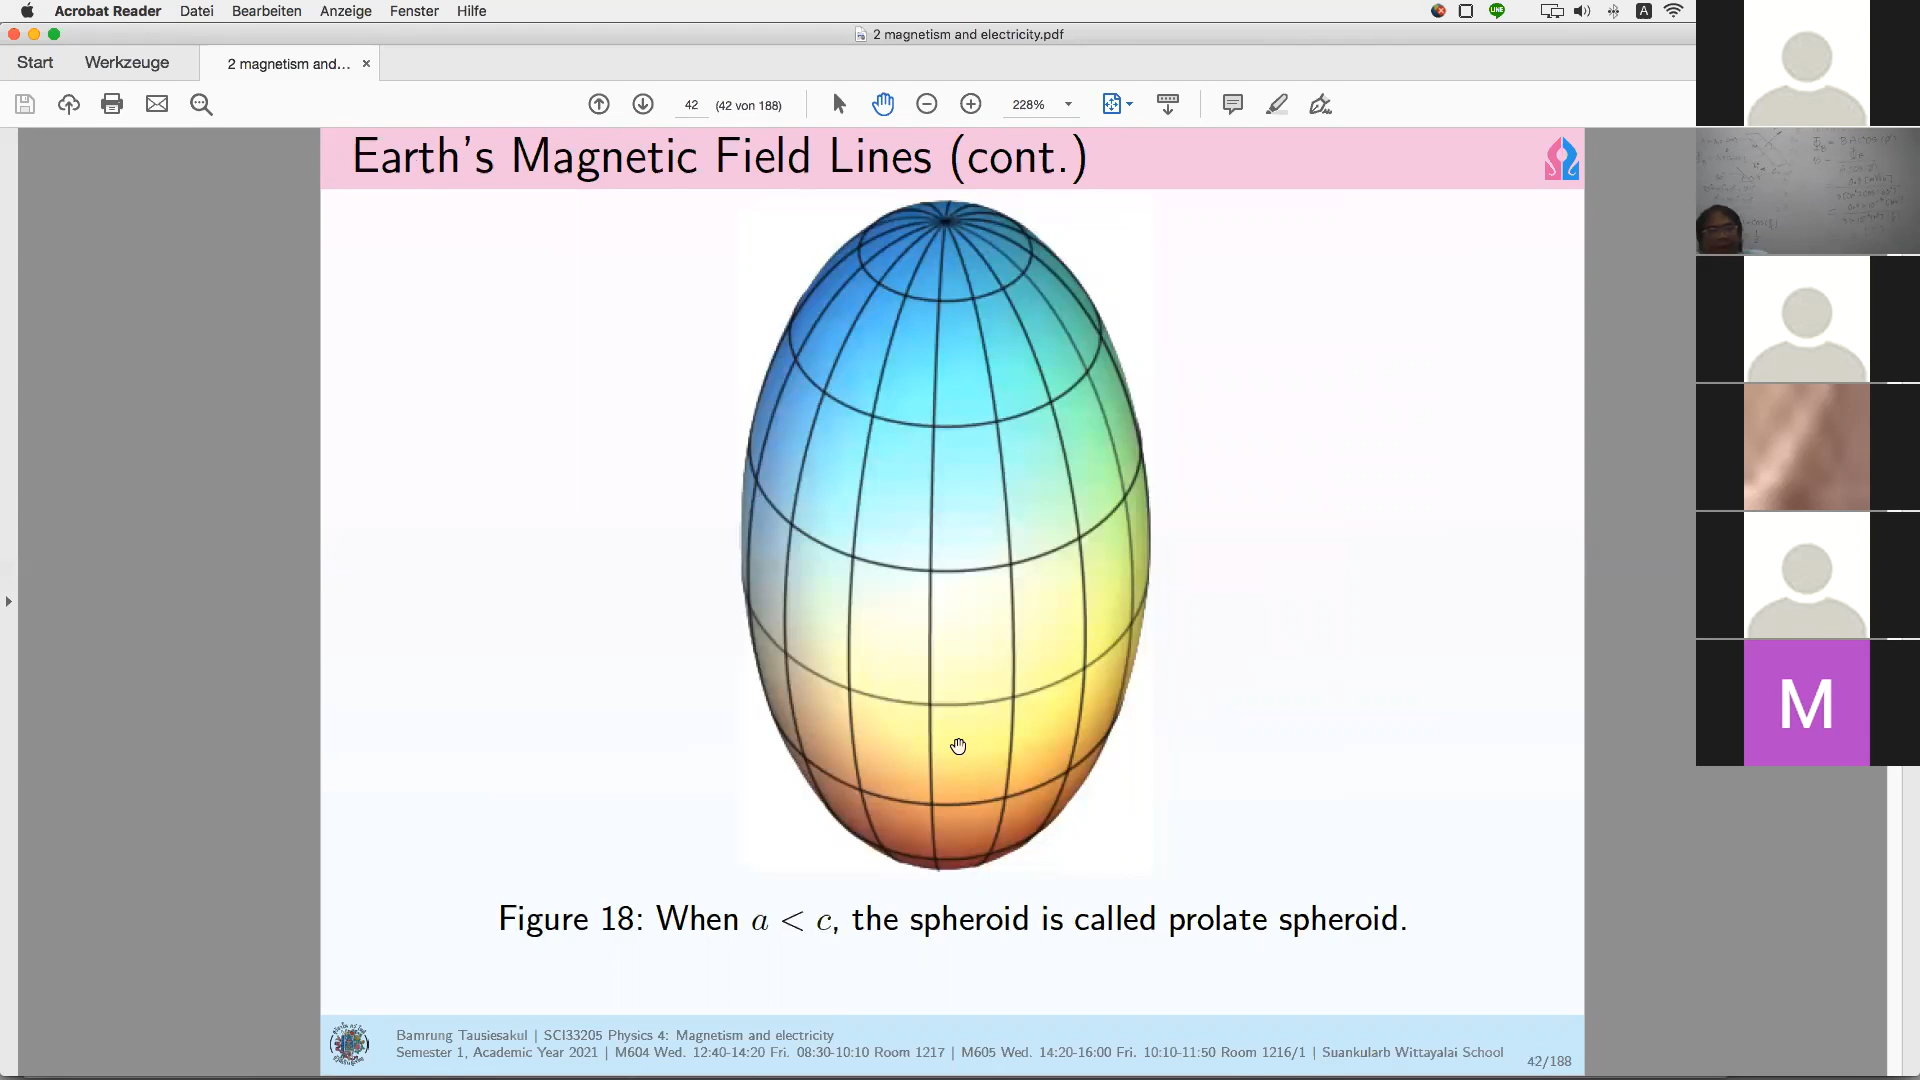 Acrobat Reader Datei Bearbeiten Anzeige Fenster Hilfe
LINE
A
2 magnetism and electricity.pdf
Start Werkzeuge 2 magnetism and... ×
42 (42 von 188) 228%
Earth's Magnetic Field Lines (cont.)
Figure 18: When a < c, the spheroid is called prolate spheroid.
Bamrung Tausiesakul | SCI33205 Physics 4: Magnetism and electricity
Semester 1, Academic Year 2021 | M604 Wed. 12:40-14:20 Fri. 08:30-10:10 Room 1217 | M605 Wed. 14:20-16:00 Fri. 10:10-11:50 Room 1216/1 | Suankularb Wittayalai School
42/188
M